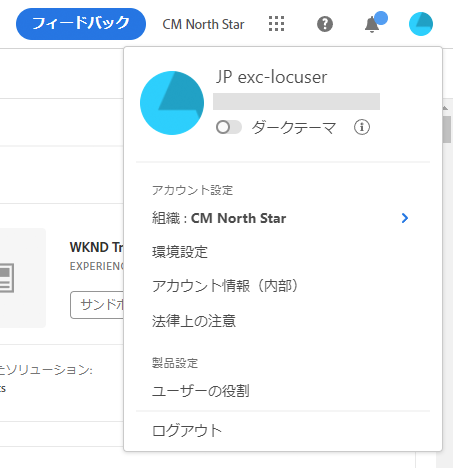 フィードバック CM North Star
JP exc-locuser
ダークテーマ
アカウント設定
組織 : CM North Star
環境設定
アカウント情報（内部）
法律上の注意
製品設定
ユーザーの役割
ログアウト
WKND Tr
EXPERIENC
サンドボ
たソリューション:
ts